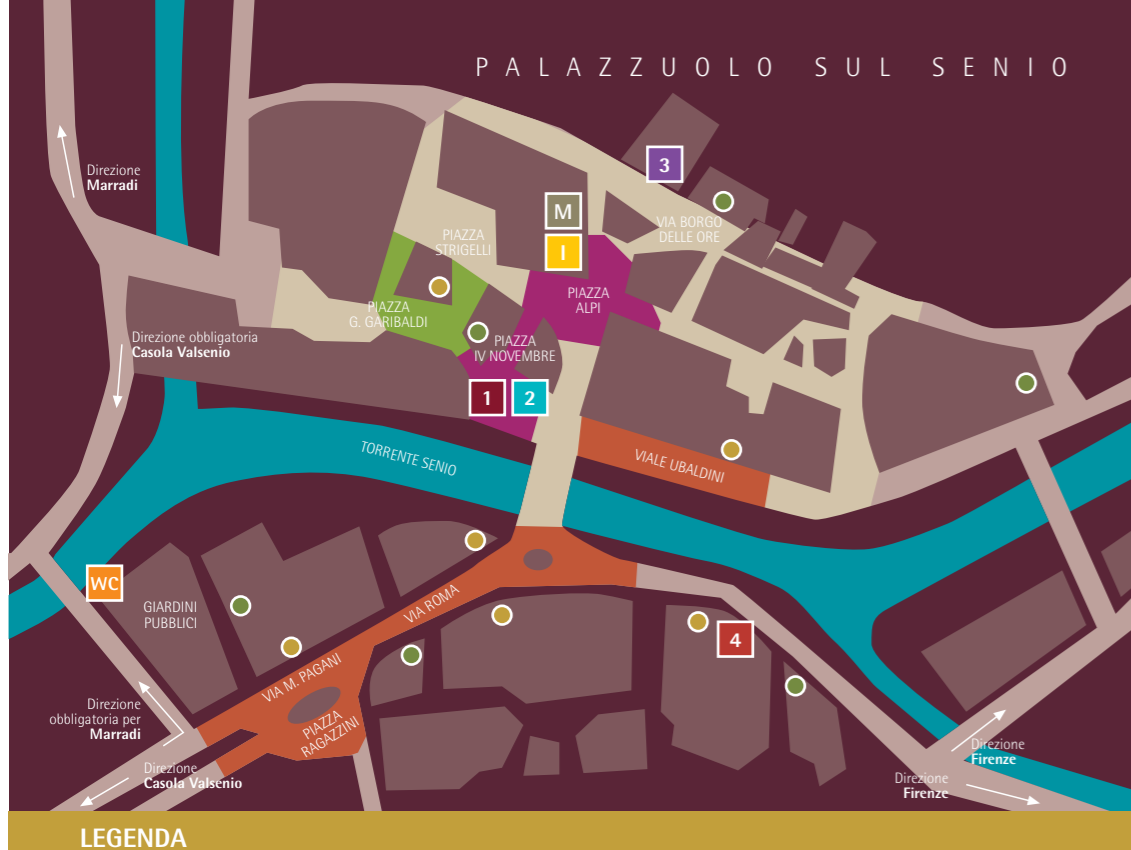 PALAZZUOLO SUL SENIO
Direzione
Marradi
3
M
I
VIA BORGO
DELLE ORE
PIAZZA
STRIGELLI
PIAZZA
ALPI
PIAZZA
G. GARIBALDI
Direzione obbligatoria
Casola Valsenio
PIAZZA
IV NOVEMBRE
1
2
TORRENTE SENIO
VIALE UBALDINI
WC
GIARDINI
PUBBLICI
VIA ROMA
4
VIA M. PAGANI
PIAZZA
RAGAZZINI
Direzione
obbligatoria per
Marradi
Direzione
Casola Valsenio
Direzione
Firenze
Direzione
Firenze
LEGENDA